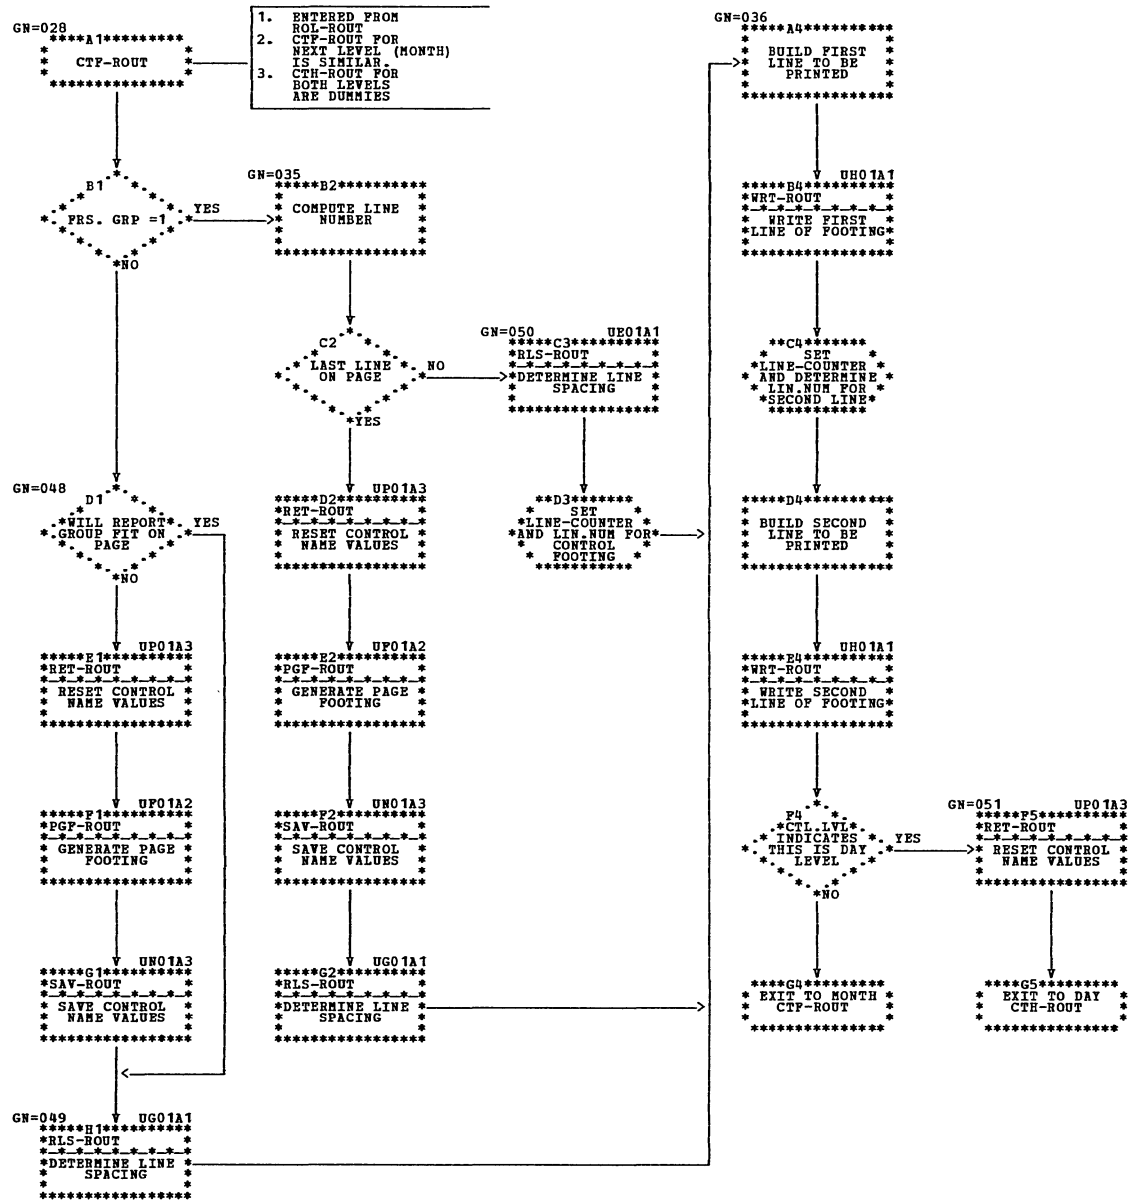 GN=028
A1
CTF-ROUT
1. ENTERED FROM
ROL-ROUT
2. CTF-ROUT FOR
NEXT LEVEL (MONTH)
IS SIMILAR.
3. CTH-ROUT FOR
BOTH LEVELS
ARE DUMMIES
B1
FRS. GRP =1
YES
NO
GN=035
B2
COMPUTE LINE
NUMBER
C2
LAST LINE
ON PAGE
NO
YES
GN=050 UE01A1
C3
RLS-ROUT
DETERMINE LINE
SPACING
D3
SET
LINE-COUNTER
AND LIN.NUM FOR
CONTROL
FOOTING
GN=048
D1
WILL REPORT
GROUP FIT ON
PAGE
YES
NO
UP01A3
E1
RET-ROUT
RESET CONTROL
NAME VALUES
UF01A2
F1
PGF-ROUT
GENERATE PAGE
FOOTING
UN01A3
G1
SAV-ROUT
SAVE CONTROL
NAME VALUES
GN=049 UG01A1
H1
RLS-ROUT
DETERMINE LINE
SPACING
UP01A3
D2
RET-ROUT
RESET CONTROL
NAME VALUES
UF01A2
E2
PGF-ROUT
GENERATE PAGE
FOOTING
UN01A3
F2
SAV-ROUT
SAVE CONTROL
NAME VALUES
UG01A1
G2
RLS-ROUT
DETERMINE LINE
SPACING
GN=036
A4
BUILD FIRST
LINE TO BE
PRINTED
UH01A1
B4
WRT-ROUT
WRITE FIRST
LINE OF FOOTING
C4
SET
LINE-COUNTER
AND DETERMINE
LIN.NUM FOR
SECOND LINE
D4
BUILD SECOND
LINE TO BE
PRINTED
UH01A1
E4
WRT-ROUT
WRITE SECOND
LINE OF FOOTING
F4
CTL.LVL
INDICATES
THIS IS DAY
LEVEL
YES
NO
GN=051 UP01A3
F5
RET-ROUT
RESET CONTROL
NAME VALUES
G4
EXIT TO MONTH
CTF-ROUT
G5
EXIT TO DAY
CTH-ROUT